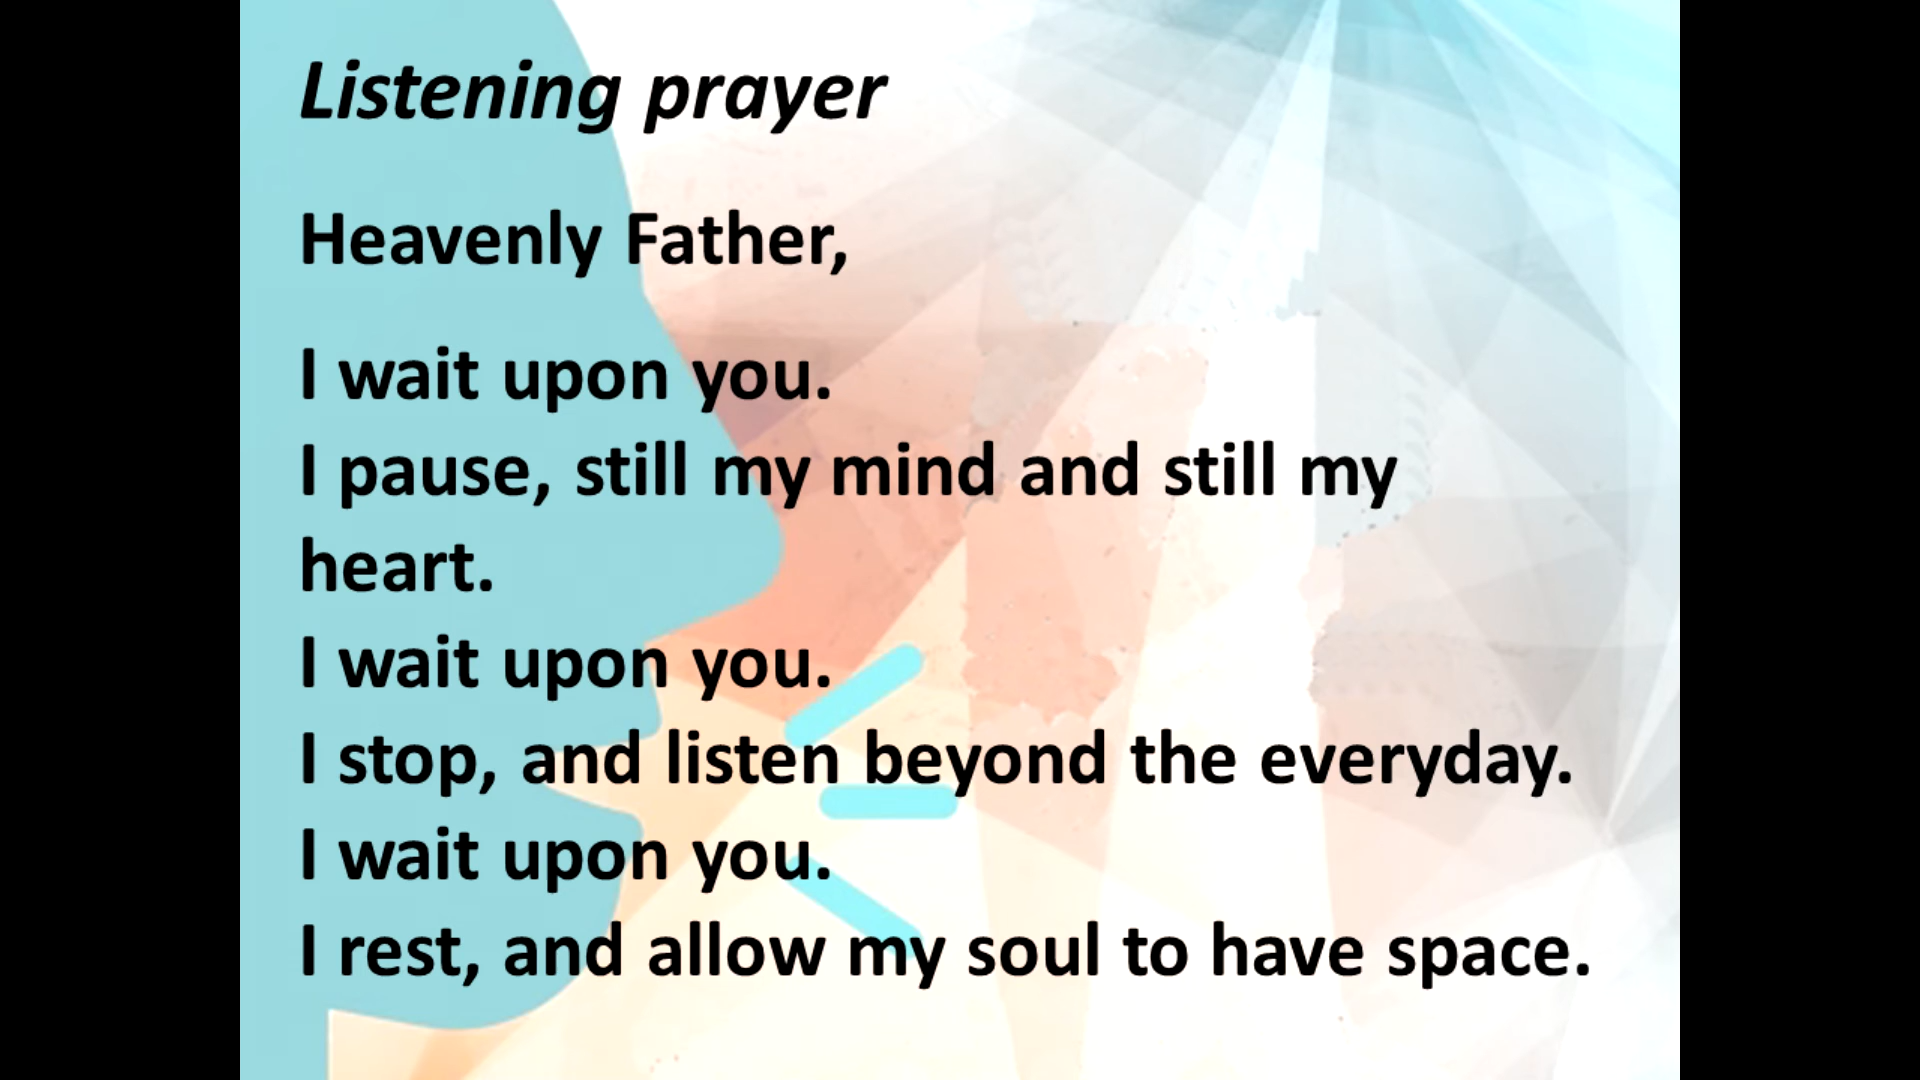 Listening prayer
Heavenly Father,
I wait upon you.
I pause, still my mind and still my
heart.
I wait upon you.
I stop, and listen beyond the everyday.
I wait upon you.
I rest, and allow my soul to have space.